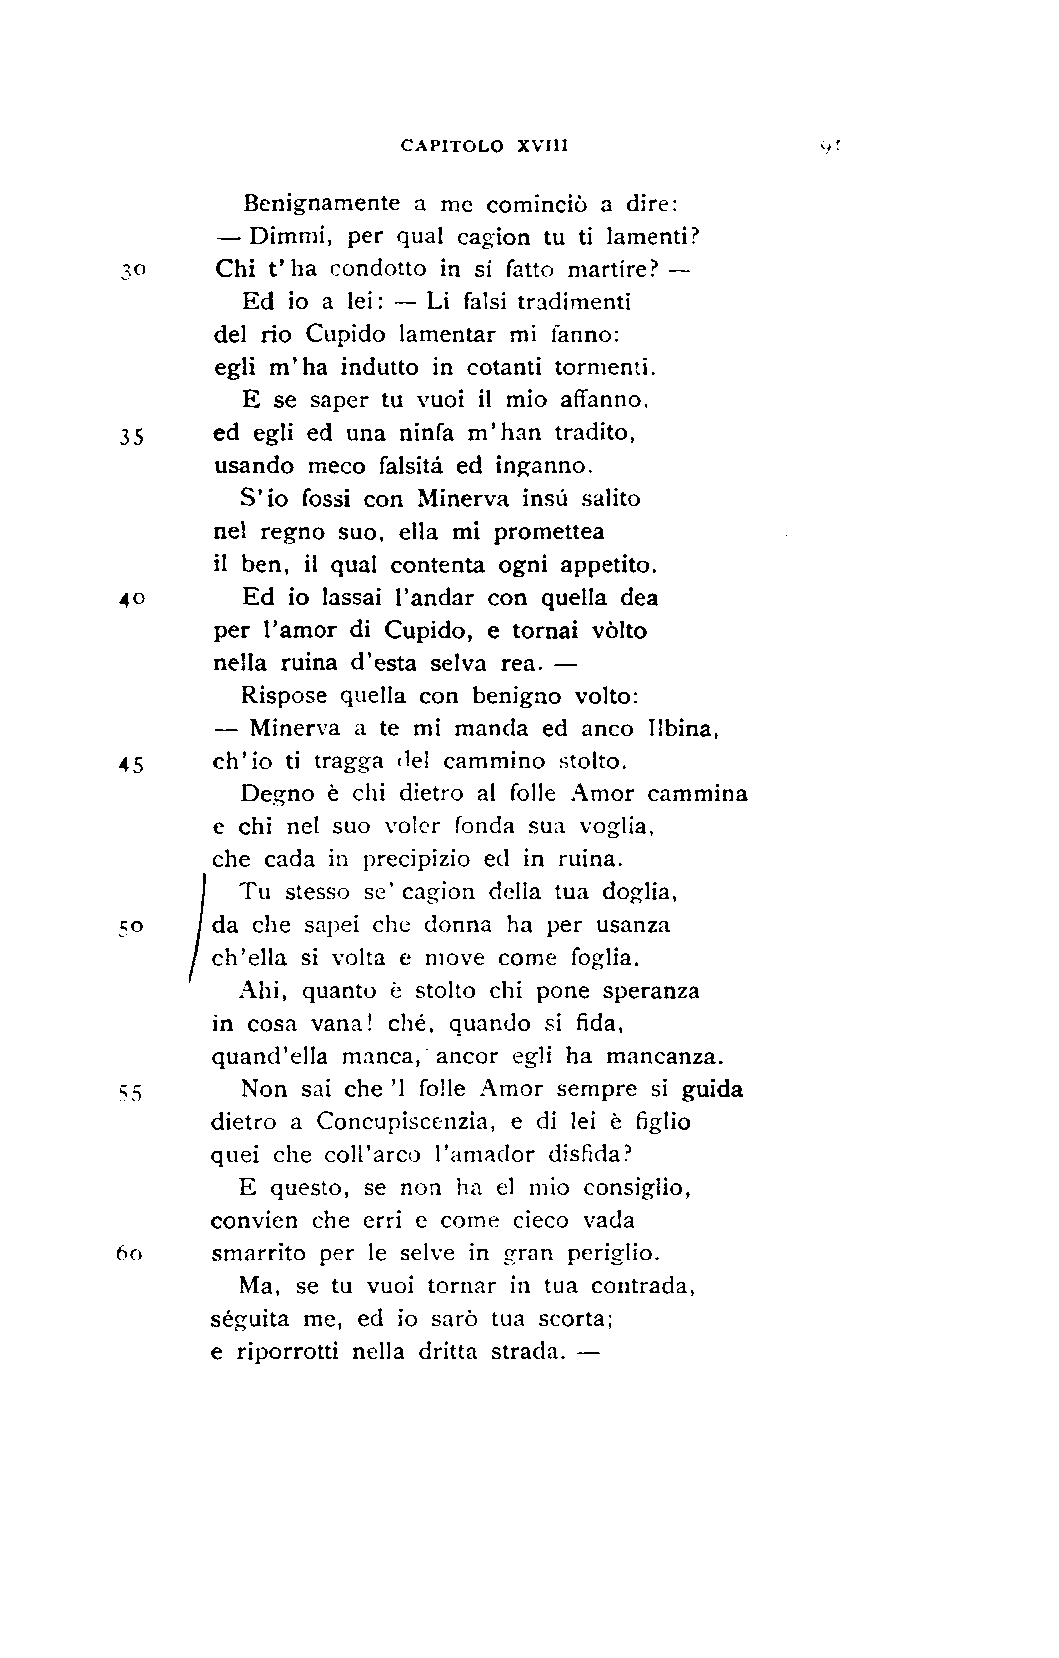 CAPITOLO XVIII
Benignamente a me cominciò a dire:
— Dimmi, per qual cagion tu ti lamenti?
30 Chi t'ha condotto in sí fatto martíre? —
Ed io a lei: — Li falsi tradimenti
del rio Cupido lamentar mi fanno:
egli m'ha indutto in cotanti tormenti.
E se saper tu vuoi il mio affanno,
35 ed egli ed una ninfa m'han tradito,
usando meco falsitá ed inganno.
S'io fossi con Minerva insú salito
nel regno suo, ella mi promettea
il ben, il qual contenta ogni appetito.
40 Ed io lassai l'andar con quella dea
per l'amor di Cupido, e tornai vòlto
nella ruina d'esta selva rea. —
Rispose quella con benigno volto:
— Minerva a te mi manda ed anco Ilbina,
45 ch'io ti tragga del cammino stolto.
Degno è chi dietro al folle Amor cammina
e chi nel suo voler fonda sua voglia,
che cada in precipizio ed in ruina.
Tu stesso se' cagion della tua doglia,
50 da che sapei che donna ha per usanza
ch'ella si volta e move come foglia.
Ahi, quanto è stolto chi pone speranza
in cosa vana! ché, quando si fida,
quand'ella manca, ancor egli ha mancanza.
55 Non sai che 'l folle Amor sempre si guida
dietro a Concupiscenzia, e di lei è figlio
quei che coll'arco l'amador disfida?
E questo, se non ha el mio consiglio,
convien che erri e come cieco vada
60 smarrito per le selve in gran periglio.
Ma, se tu vuoi tornar in tua contrada,
séguita me, ed io sarò tua scorta;
e riporrotti nella dritta strada. —